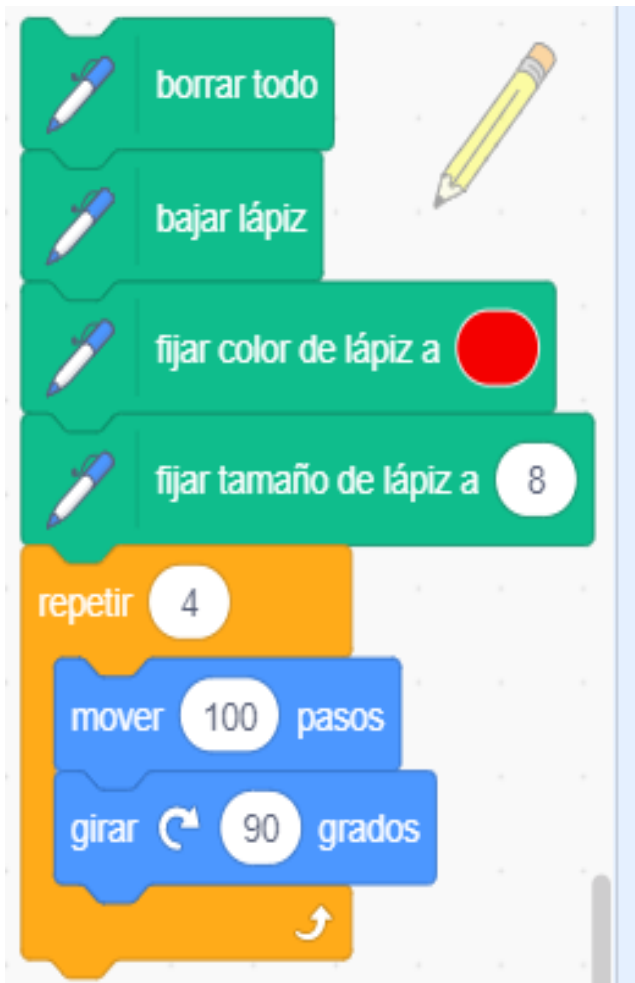 borrar todo
bajar lápiz
fijar color de lápiz a
fijar tamaño de lápiz a 8
repetir 4
mover 100 pasos
girar 90 grados